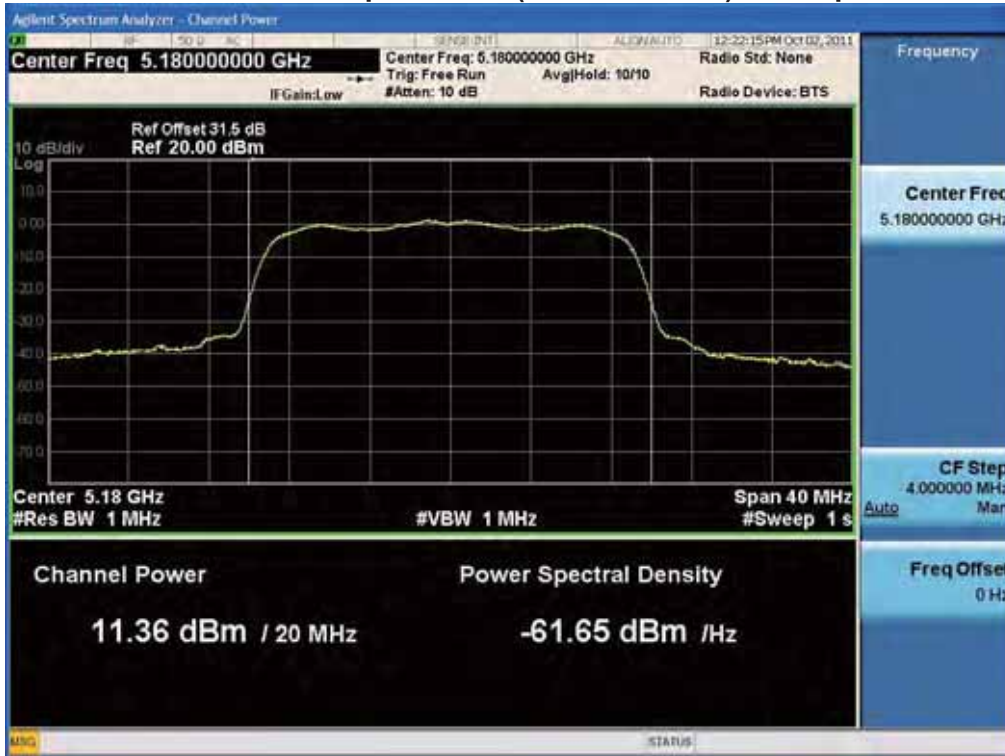 Agilent Spectrum Analyzer - Channel Power
RF 50 Ω AC SENSE:INT ALIGN AUTO 12:22:15 PM Oct 02, 2011
Center Freq 5.180000000 GHz
Center Freq: 5.180000000 GHz
Radio Std: None
Trig: Free Run Avg|Hold: 10/10
IFGain:Low #Atten: 10 dB Radio Device: BTS
Ref Offset 31.5 dB
10 dB/div Ref 20.00 dBm
Log
10.0
0.00
-10.0
-20.0
-30.0
-40.0
-50.0
-60.0
-70.0
Center 5.18 GHz Span 40 MHz
#Res BW 1 MHz #VBW 1 MHz #Sweep 1 s
Channel Power Power Spectral Density
11.36 dBm / 20 MHz -61.65 dBm /Hz
MSG STATUS
Frequency
Center Freq
5.180000000 GHz
CF Step
4.000000 MHz
Auto Man
Freq Offset
0 Hz